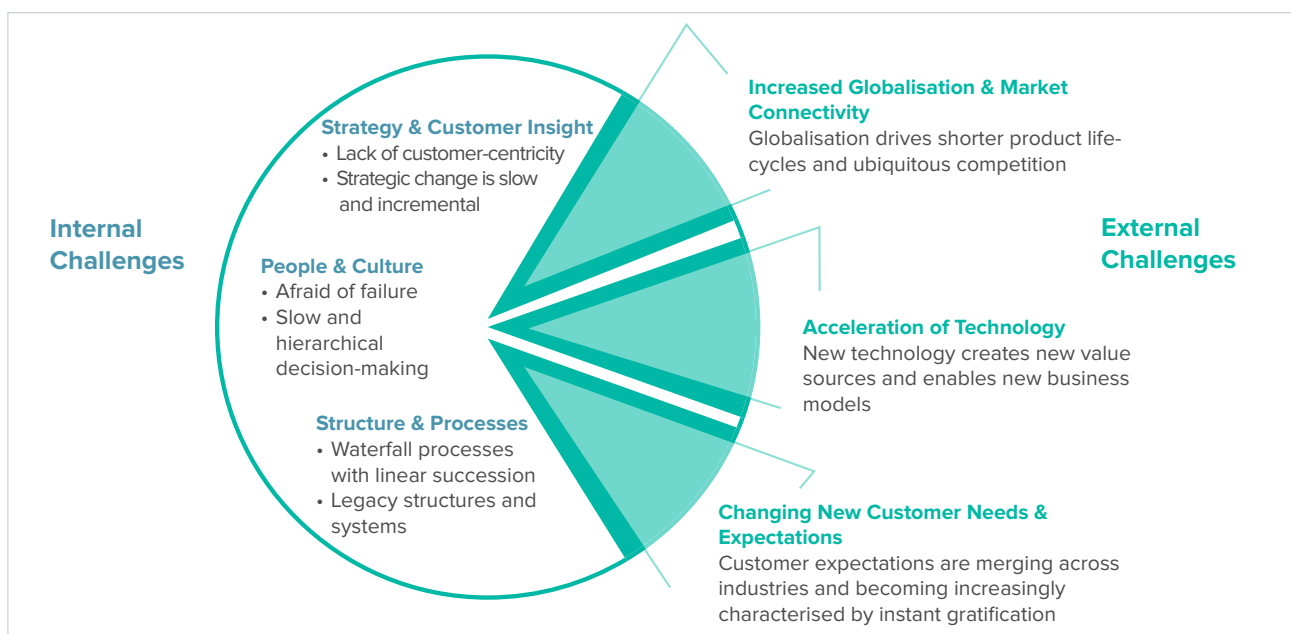 Internal
Challenges
Strategy & Customer Insight
• Lack of customer-centricity
• Strategic change is slow
and incremental
People & Culture
• Afraid of failure
• Slow and
hierarchical
decision-making
Structure & Processes
• Waterfall processes
with linear succession
• Legacy structures and
systems
External
Challenges
Increased Globalisation & Market
Connectivity
Globalisation drives shorter product life-
cycles and ubiquitous competition
Acceleration of Technology
New technology creates new value
sources and enables new business
models
Changing New Customer Needs &
Expectations
Customer expectations are merging across
industries and becoming increasingly
characterised by instant gratification